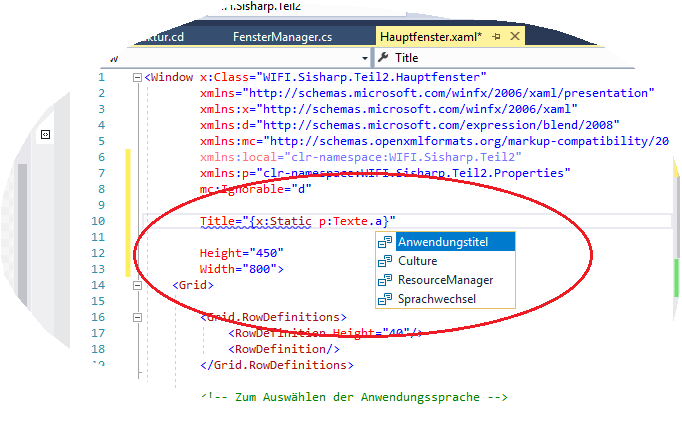 WIFI.Sisharp.Teil2
ktur.cd FensterManager.cs Hauptfenster.xaml*
w Title
1 <Window x:Class="WIFI.Sisharp.Teil2.Hauptfenster"
2 xmlns="http://schemas.microsoft.com/winfx/2006/xaml/presentation"
3 xmlns:x="http://schemas.microsoft.com/winfx/2006/xaml"
4 xmlns:d="http://schemas.microsoft.com/expression/blend/2008"
5 xmlns:mc="http://schemas.openxmlformats.org/markup-compatibility/20
6 xmlns:local="clr-namespace:WIFI.Sisharp.Teil2"
7 xmlns:p="clr-namespace:WIFI.Sisharp.Teil2.Properties"
8 mc:Ignorable="d"
9
10 Title="{x:Static p:Texte.a}"
11 Anwendungstitel
12 Height="450" Culture
13 Width="800"> ResourceManager
14 <Grid> Sprachwechsel
15
16 <Grid.RowDefinitions>
17 <RowDefinition Height="40"/>
18 <RowDefinition/>
19 </Grid.RowDefinitions>
<!-- Zum Auswählen der Anwendungssprache -->